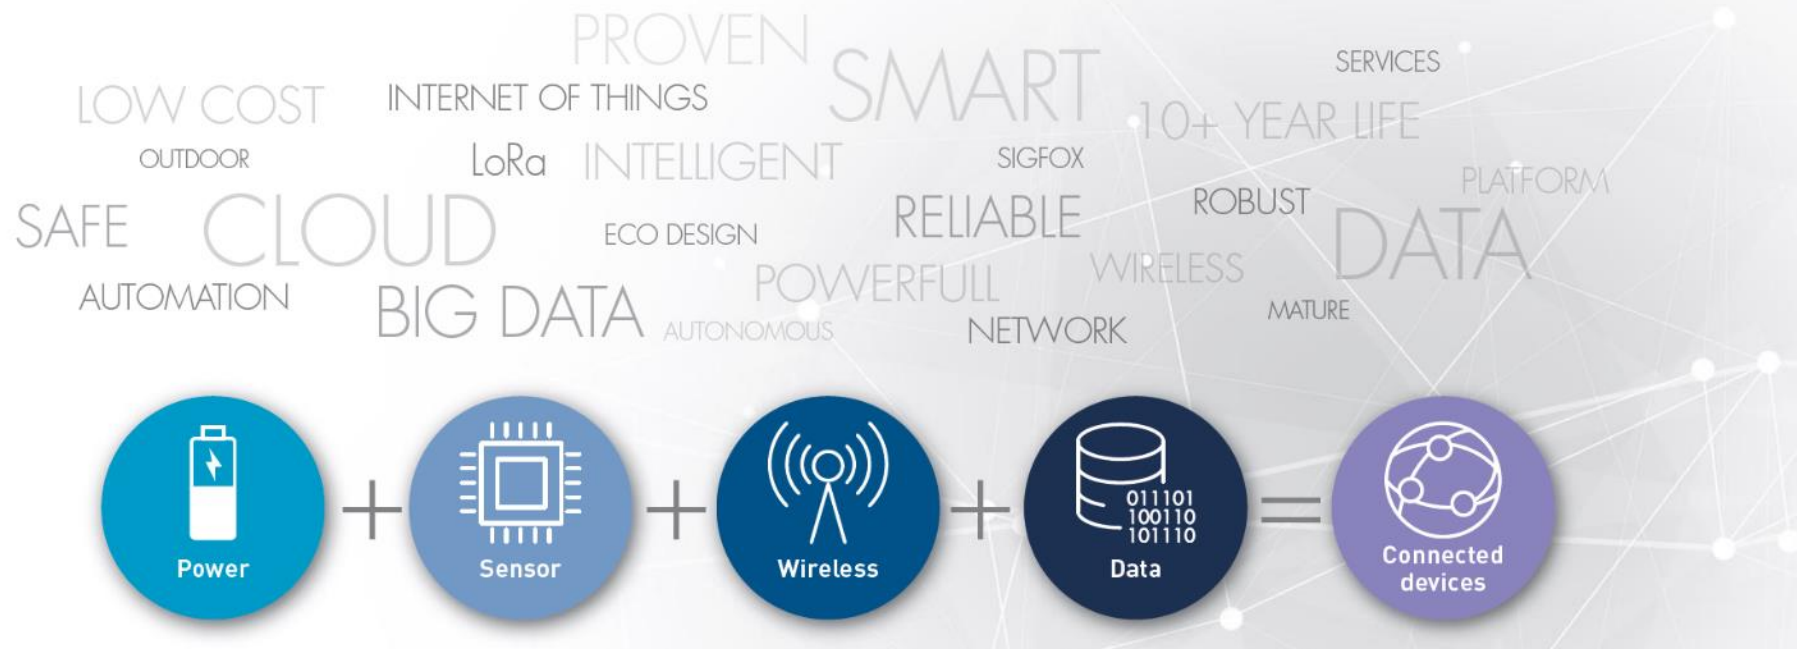 PROVEN
SMART
SERVICES
LOW COST
INTERNET OF THINGS
10+ YEAR LIFE
OUTDOOR
LoRa
INTELLIGENT
SIGFOX
PLATFORM
SAFE
CLOUD
ECO DESIGN
RELIABLE
ROBUST
DATA
AUTOMATION
BIG DATA
POWERFULL
WIRELESS
AUTONOMOUS
NETWORK
MATURE
011101
100110
101110
Power
+
Sensor
+
Wireless
+
Data
=
Connected
devices